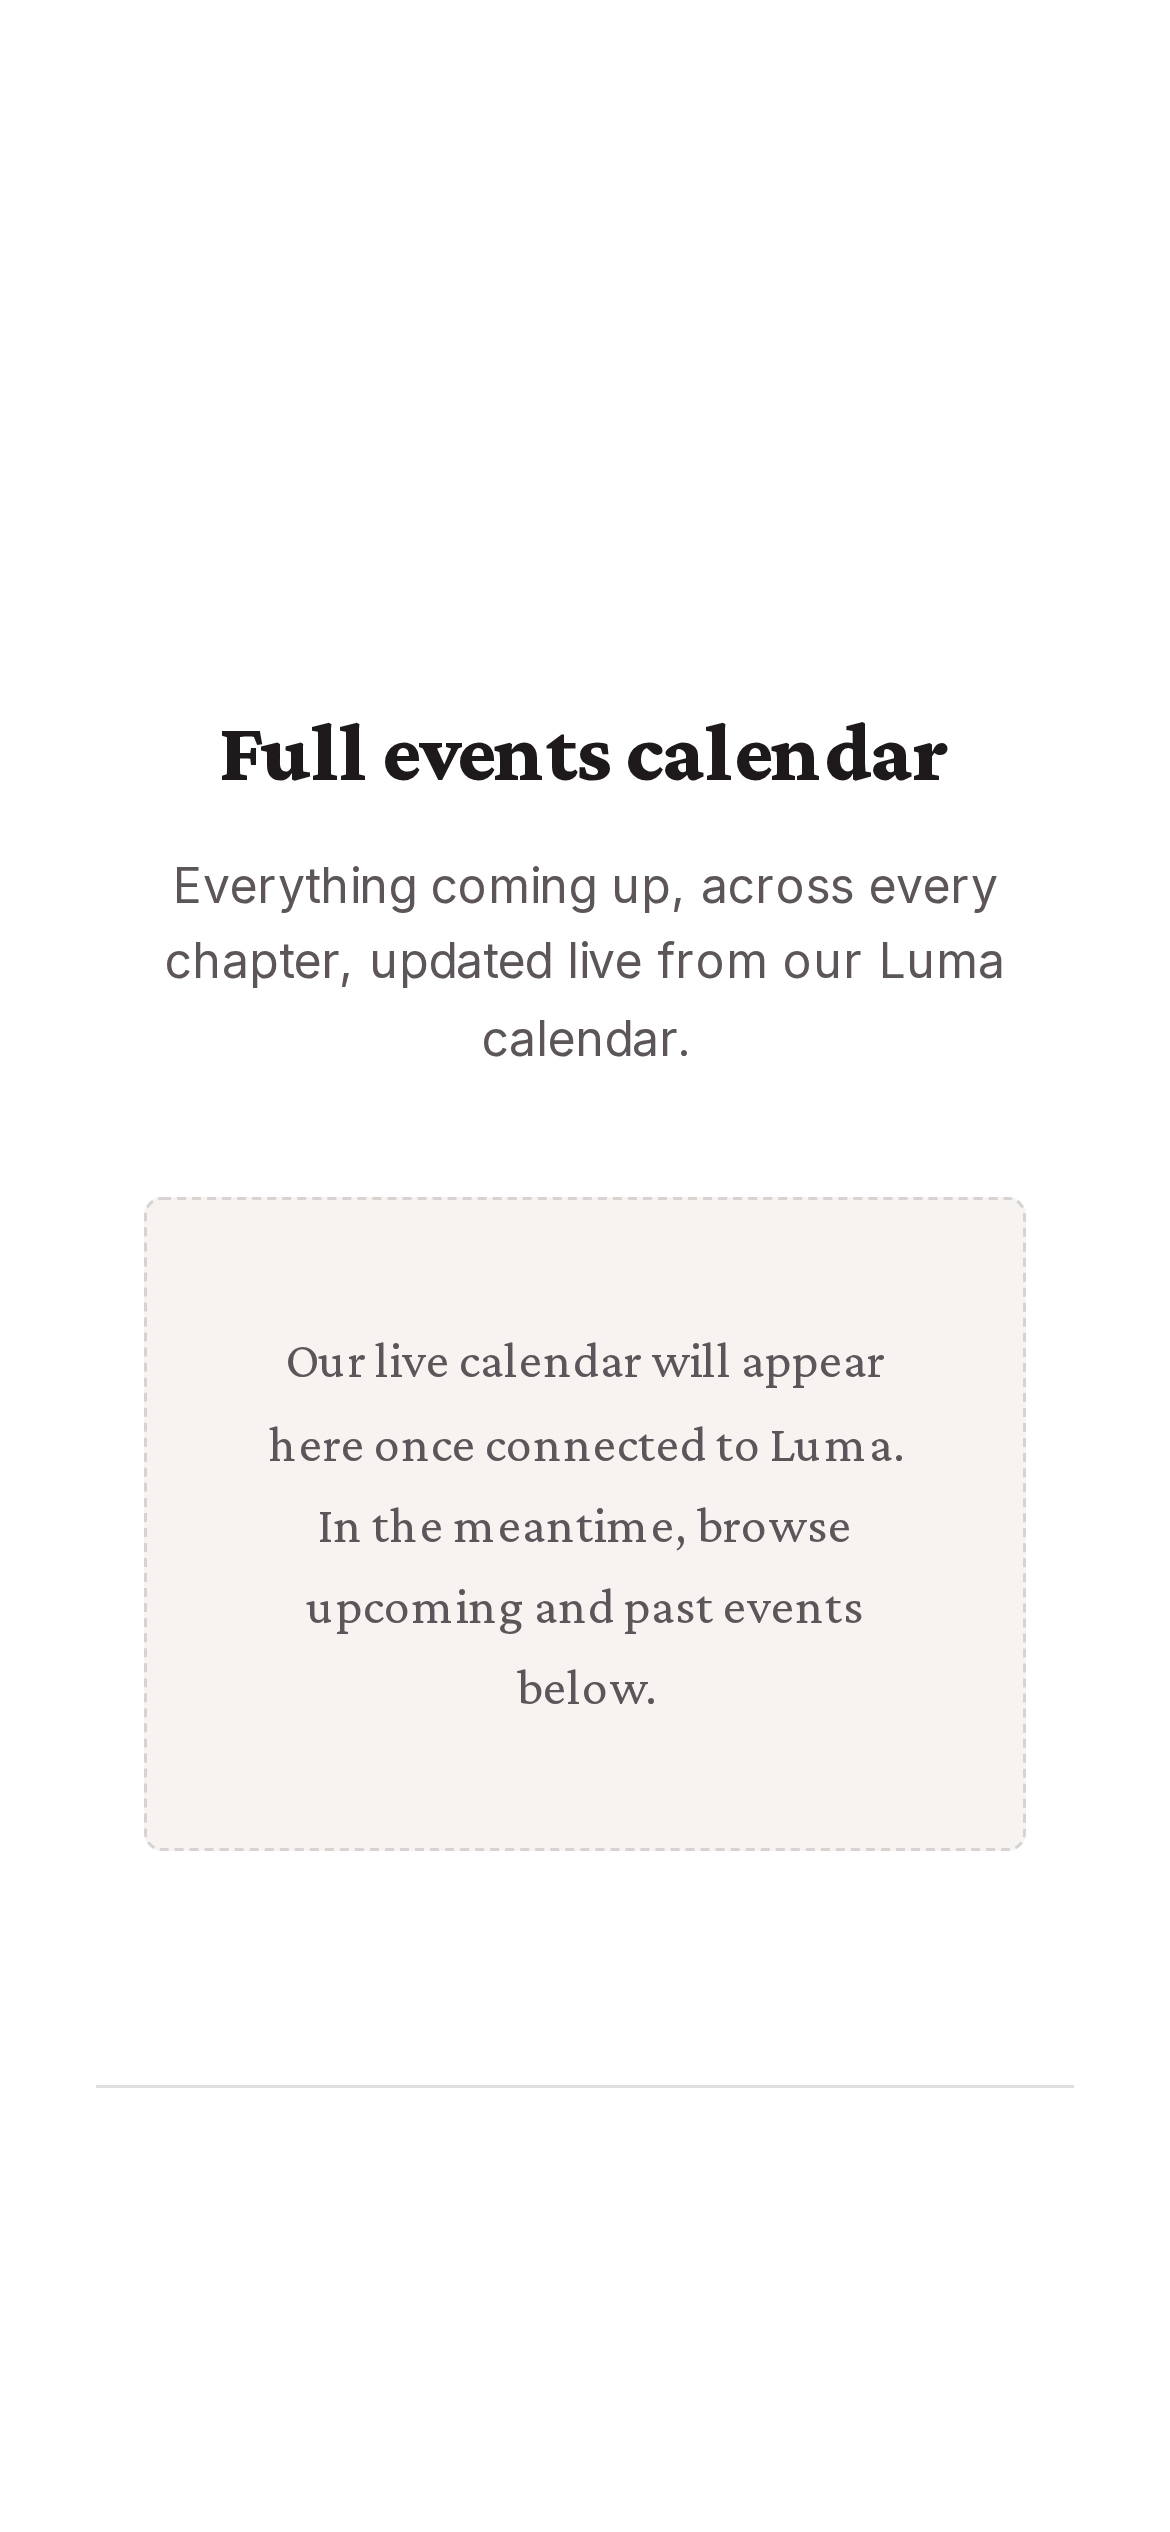 Full events calendar
Everything coming up, across every
chapter, updated live from our Luma
calendar.
Our live calendar will appear
here once connected to Luma.
In the meantime, browse
upcoming and past events
below.